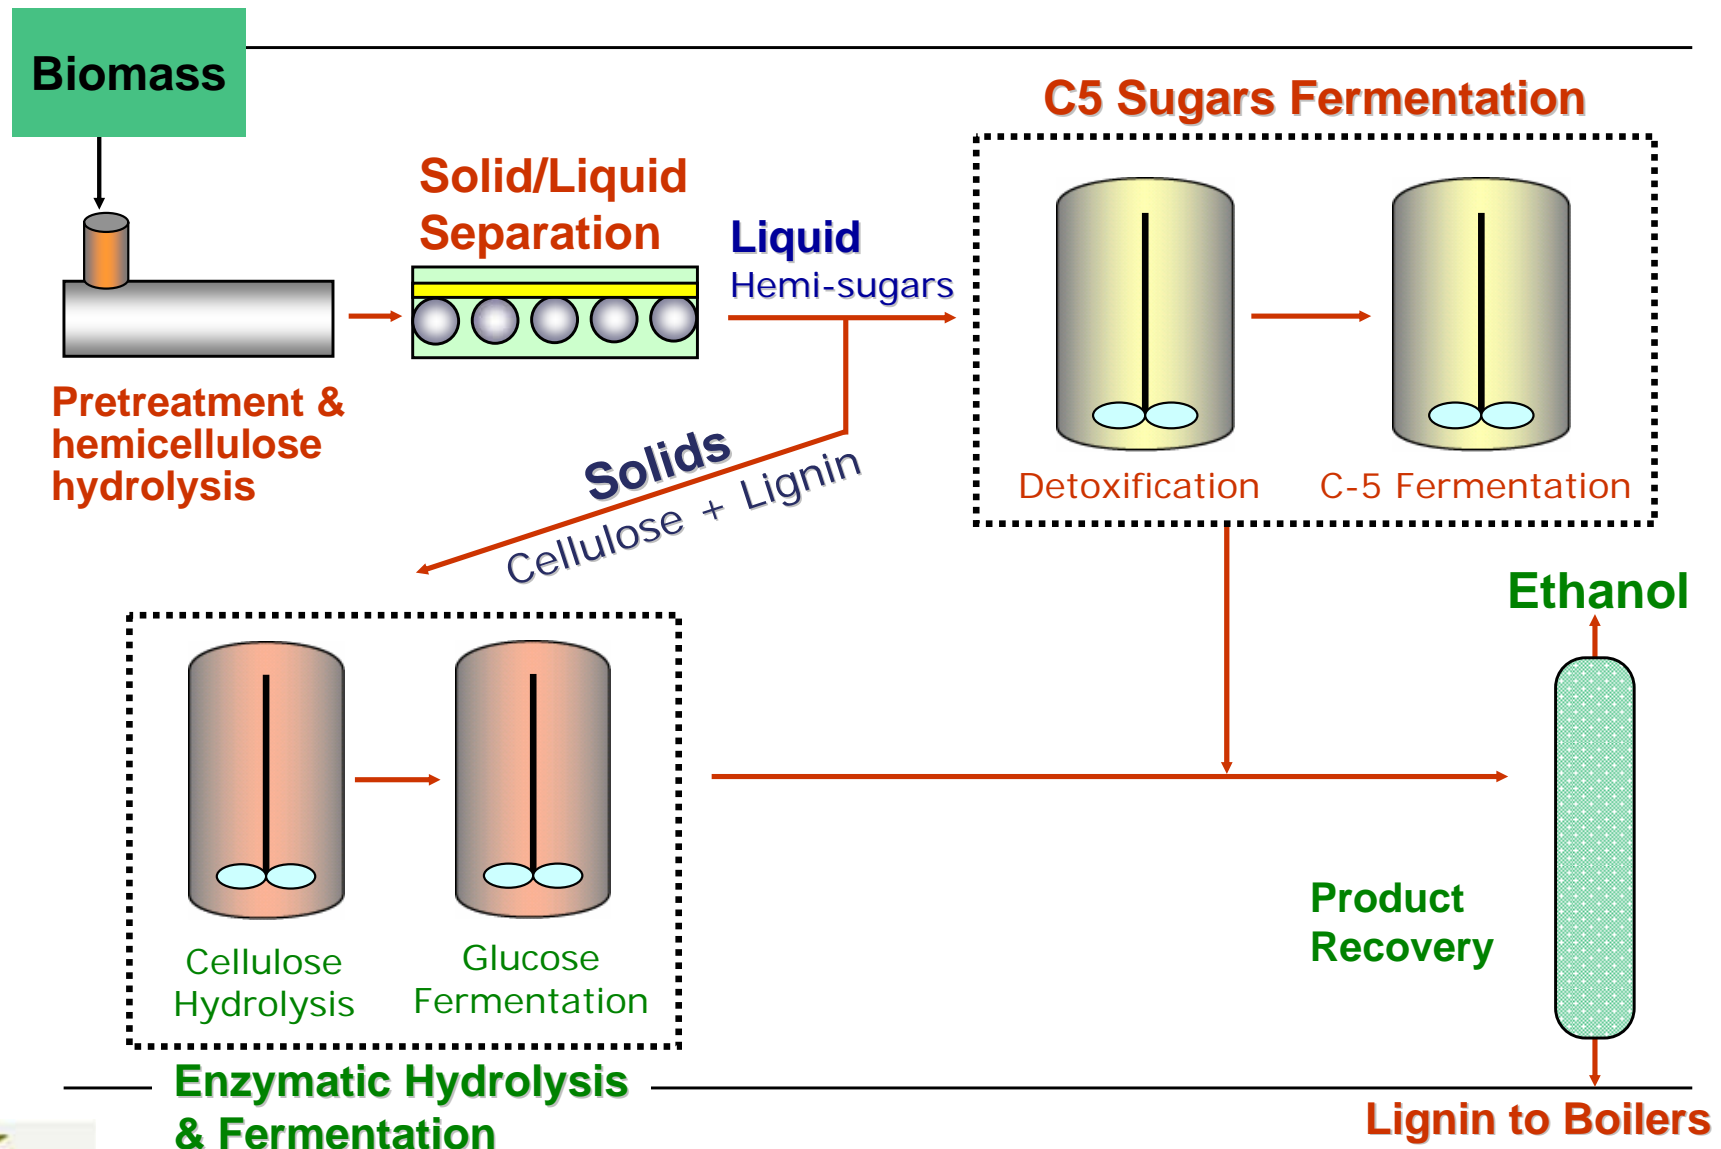 Biomass
C5 Sugars Fermentation
Solid/Liquid
Separation
Liquid
Hemi-sugars
Pretreatment &
hemicellulose
hydrolysis
Solids
Cellulose + Lignin
Detoxification
C-5 Fermentation
Ethanol
Cellulose
Hydrolysis
Glucose
Fermentation
Product
Recovery
Enzymatic Hydrolysis
& Fermentation
Lignin to Boilers